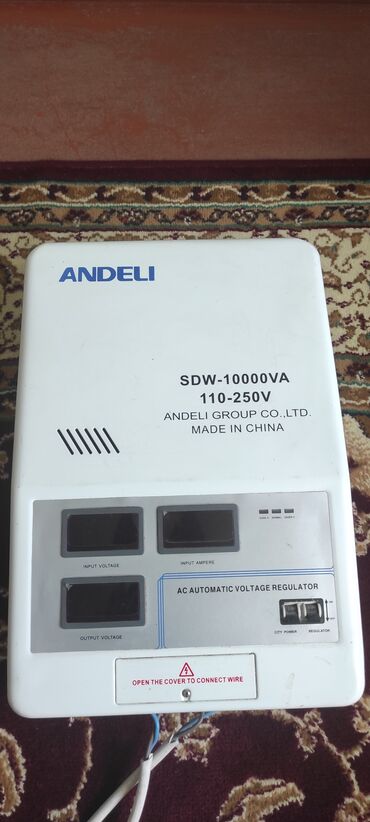 ANDELI
SDW-10000VA
110-250V
ANDELI GROUP CO.,LTD.
MADE IN CHINA
INPUT VOLTAGE
INPUT AMPERE
AC AUTOMATIC VOLTAGE REGULATOR
OUTPUT VOLTAGE
CITY POWER
REGULATOR
OPEN THE COVER TO CONNECT WIRE